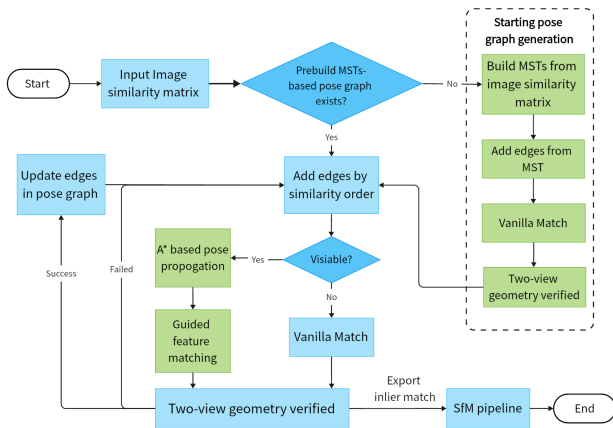 Starting pose
graph generation
Start
Input Image
similarity matrix
Prebuild MSTs-
based pose graph
exists?
No
Build MSTs from
image similarity
matrix
Yes
Add edges from
MST
Update edges
in pose graph
Add edges by
similarity order
Vanilla Match
A* based pose
propogation
Yes
Visiable?
Success
Failed
Two-view
geometry verified
No
Guided
feature
matching
Vanilla Match
Export
inlier match
Two-view geometry verified
SfM pipeline
End